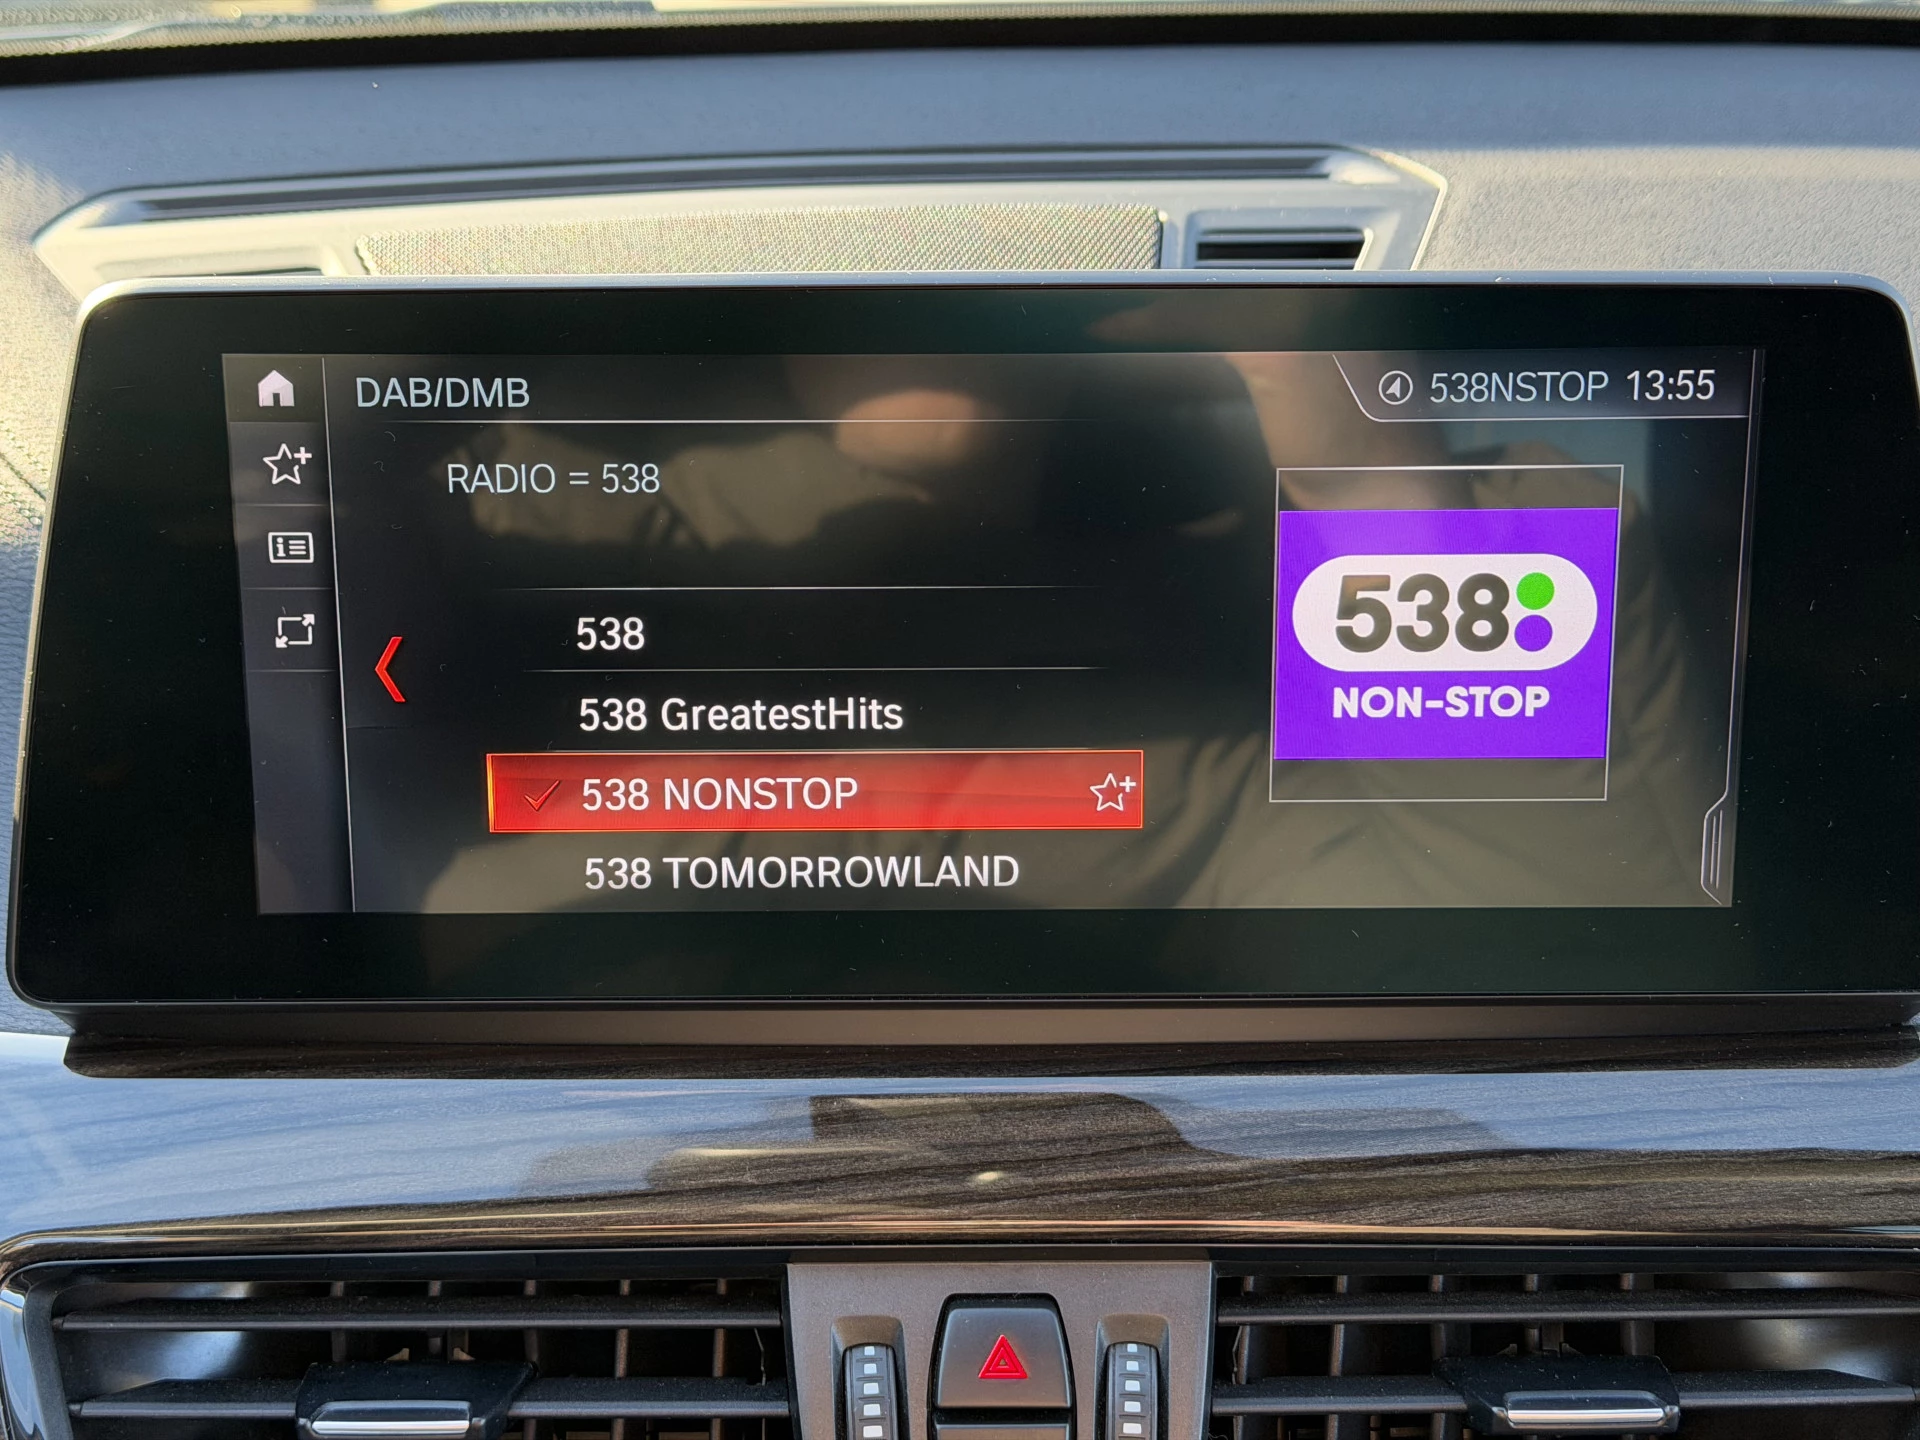 DAB/DMB
538NSTOP 13:55
RADIO = 538
538
538 GreatestHits
538 NONSTOP
538 TOMORROWLAND
538
NON-STOP